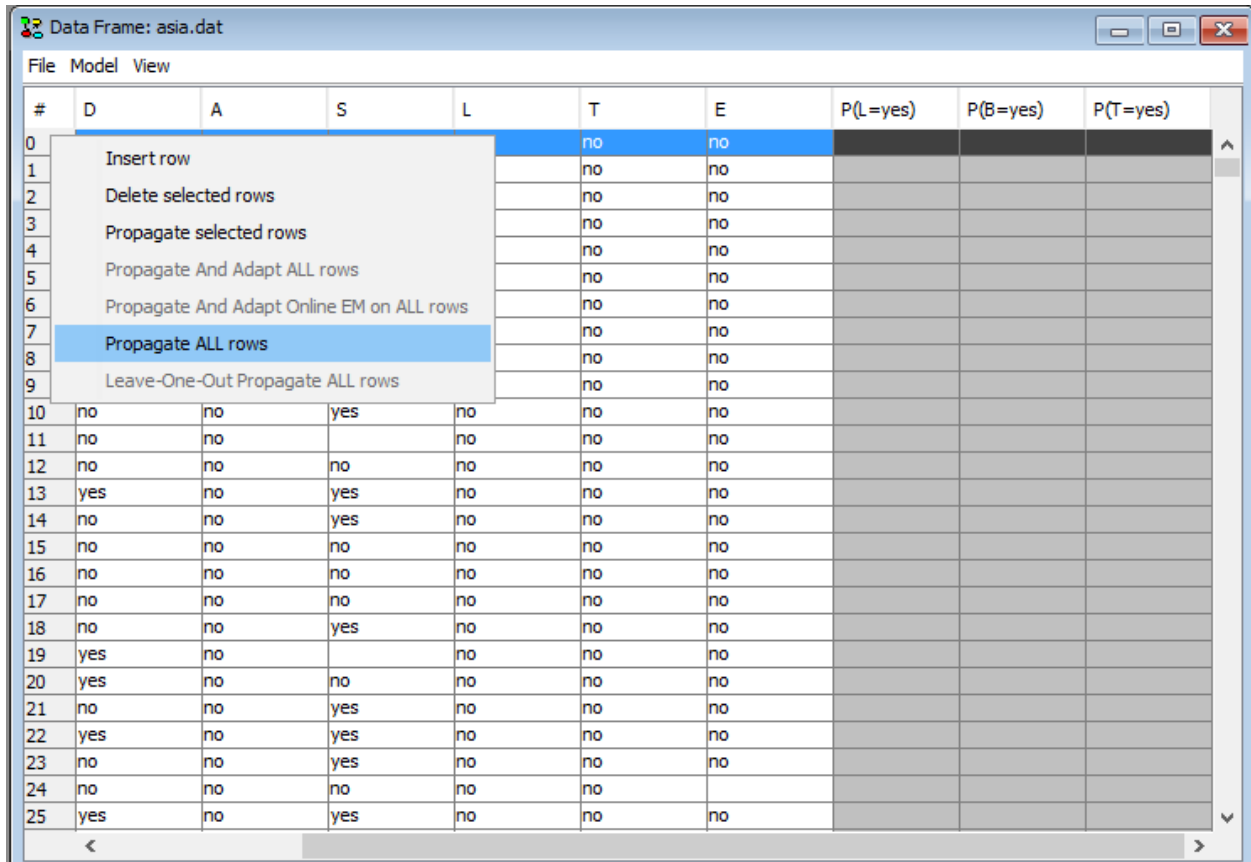 Data Frame: asia.dat
File Model View
# D A S L T E P(L=yes) P(B=yes) P(T=yes)
0 no no
Insert row
1 no no
Delete selected rows
2 no no
3 no no
Propagate selected rows
4 no no
Propagate And Adapt ALL rows
5 no no
Propagate And Adapt Online EM on ALL rows
6 no no
7 no no
Propagate ALL rows
8 no no
Leave-One-Out Propagate ALL rows
9 no no
10 no no yes no no no
11 no no no no no
12 no no no no no no
13 yes no yes no no no
14 no no yes no no no
15 no no no no no no
16 no no no no no no
17 no no no no no no
18 no no yes no no no
19 yes no no no no
20 yes no no no no no
21 no no yes no no no
22 yes no yes no no no
23 no no yes no no no
24 no no no no no
25 yes no yes no no no